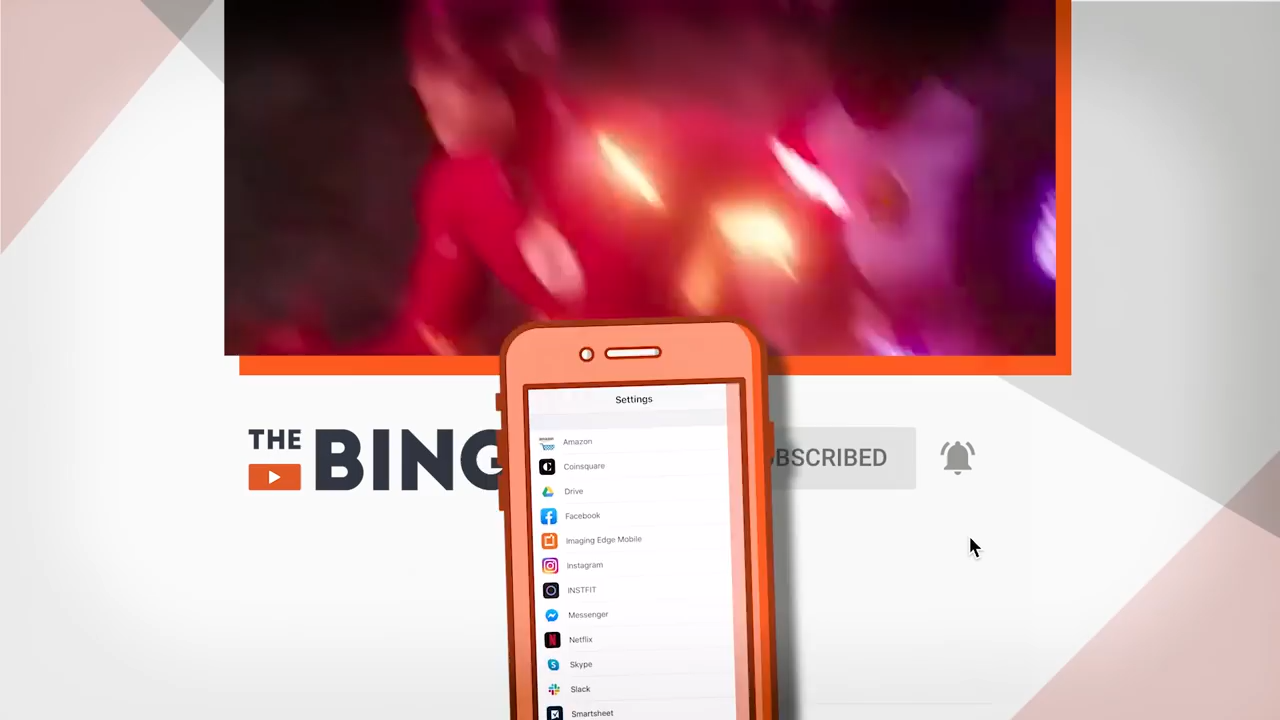 Settings
Amazon
Coinsquare
Drive
Facebook
Imaging Edge Mobile
Instagram
INSTFIT
Messenger
Netflix
Skype
Slack
Smartsheet
THE
BING
BSCRIBED